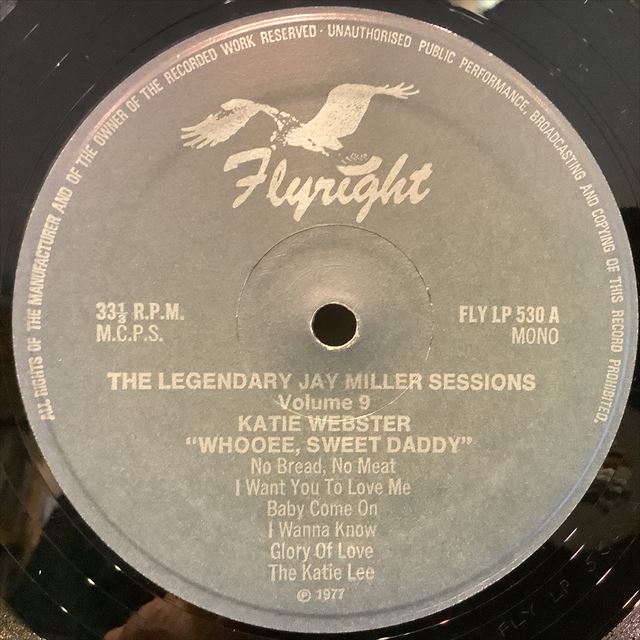 ALL RIGHTS OF THE MANUFACTURER AND OF THE OWNER OF THE RECORDED WORK RESERVED · UNAUTHORISED PUBLIC PERFORMANCE, BROADCASTING AND COPYING OF THIS RECORD PROHIBITED.
Flyright
33⅓ R.P.M.
M.C.P.S.
FLY LP 530 A
MONO
THE LEGENDARY JAY MILLER SESSIONS
Volume 9
KATIE WEBSTER
“WHOOEE, SWEET DADDY”
No Bread, No Meat
I Want You To Love Me
Baby Come On
I Wanna Know
Glory Of Love
The Katie Lee
℗ 1977
FLY LP